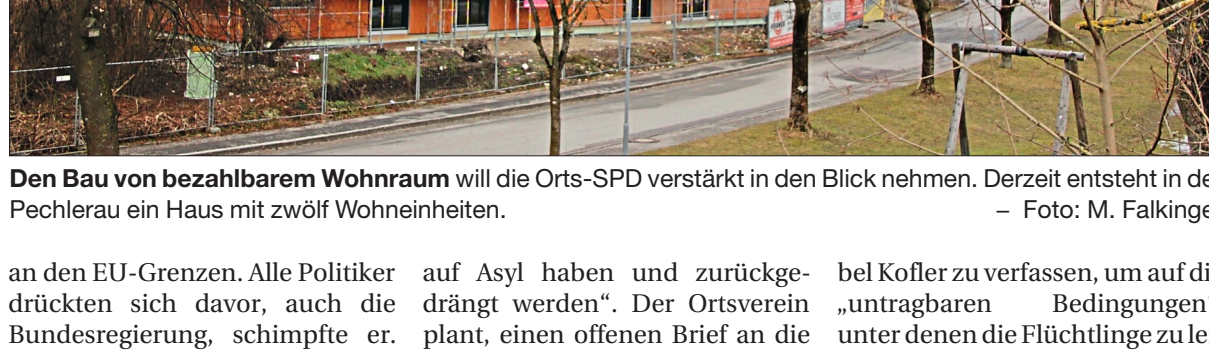 Den Bau von bezahlbarem Wohnraum will die Orts-SPD verstärkt in den Blick nehmen. Derzeit entsteht in de
Pechlerau ein Haus mit zwölf Wohneinheiten. – Foto: M. Falkinge
an den EU-Grenzen. Alle Politiker
drückten sich davor, auch die
Bundesregierung, schimpfte er.
auf Asyl haben und zurückge-
drängt werden“. Der Ortsverein
plant, einen offenen Brief an die
bel Kofler zu verfassen, um auf di
„untragbaren Bedingungen“
unter denen die Flüchtlinge zu lei